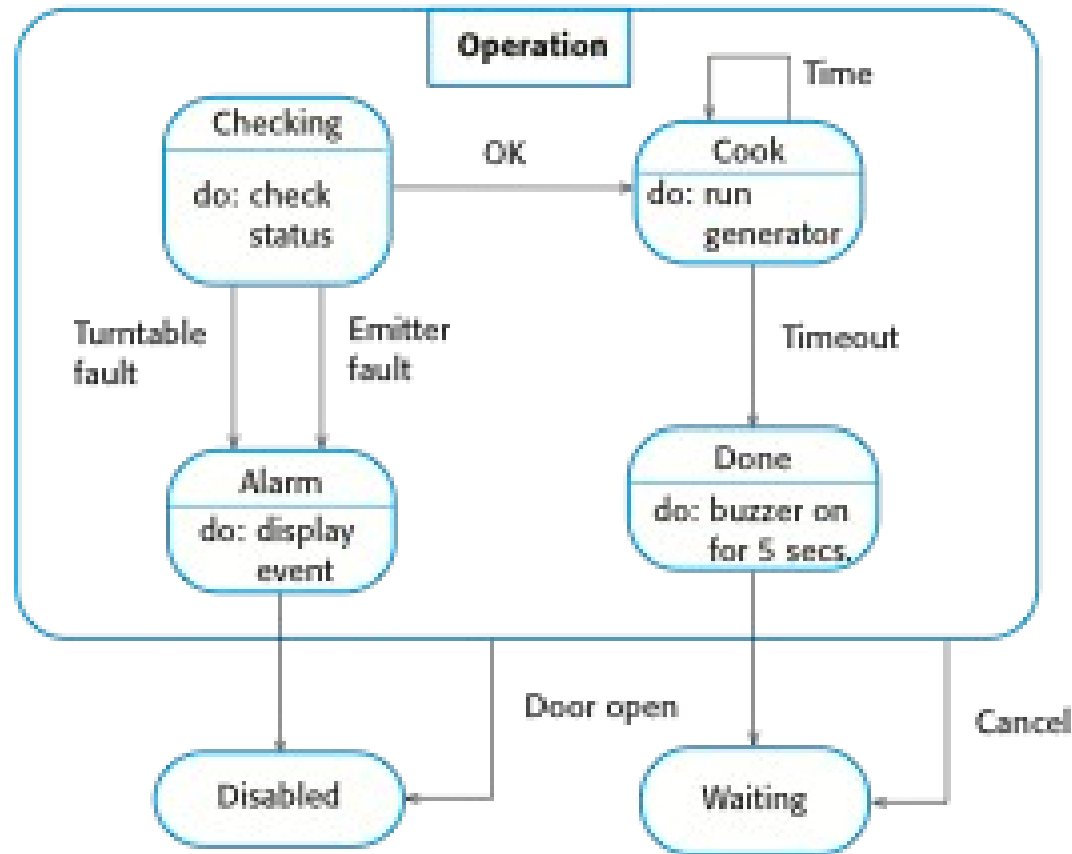 Operation
Time
Checking
do: check
status
OK
Cook
do: run
generator
Turntable
fault
Emitter
fault
Timeout
Alarm
do: display
event
Done
do: buzzer on
for 5 secs.
Door open
Cancel
Disabled
Waiting